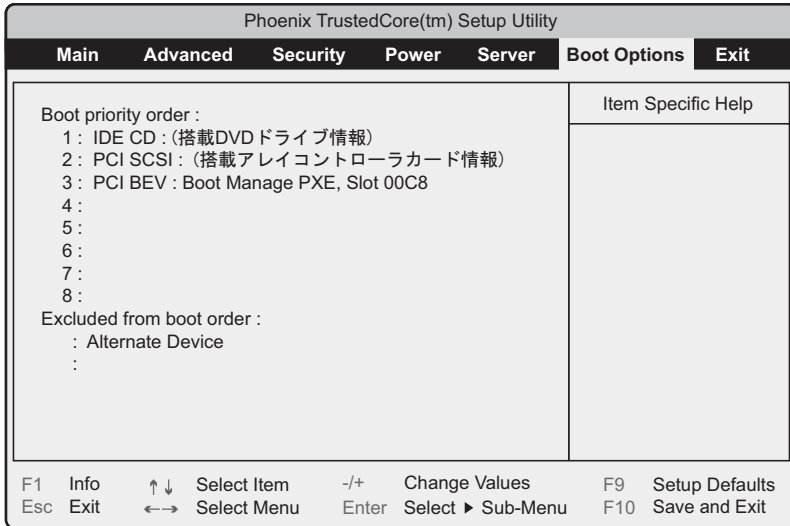 Phoenix TrustedCore(tm) Setup Utility
Main Advanced Security Power Server Boot Options Exit
Item Specific Help
Boot priority order :
1 : IDE CD : (搭載DVDドライブ情報)
2 : PCI SCSI : (搭載アレイコントローラカード情報)
3 : PCI BEV : Boot Manage PXE, Slot 00C8
4 :
5 :
6 :
7 :
8 :
Excluded from boot order :
: Alternate Device
:
F1 Info ↑↓ Select Item -/+ Change Values F9 Setup Defaults
Esc Exit ←→ Select Menu Enter Select ▶ Sub-Menu F10 Save and Exit